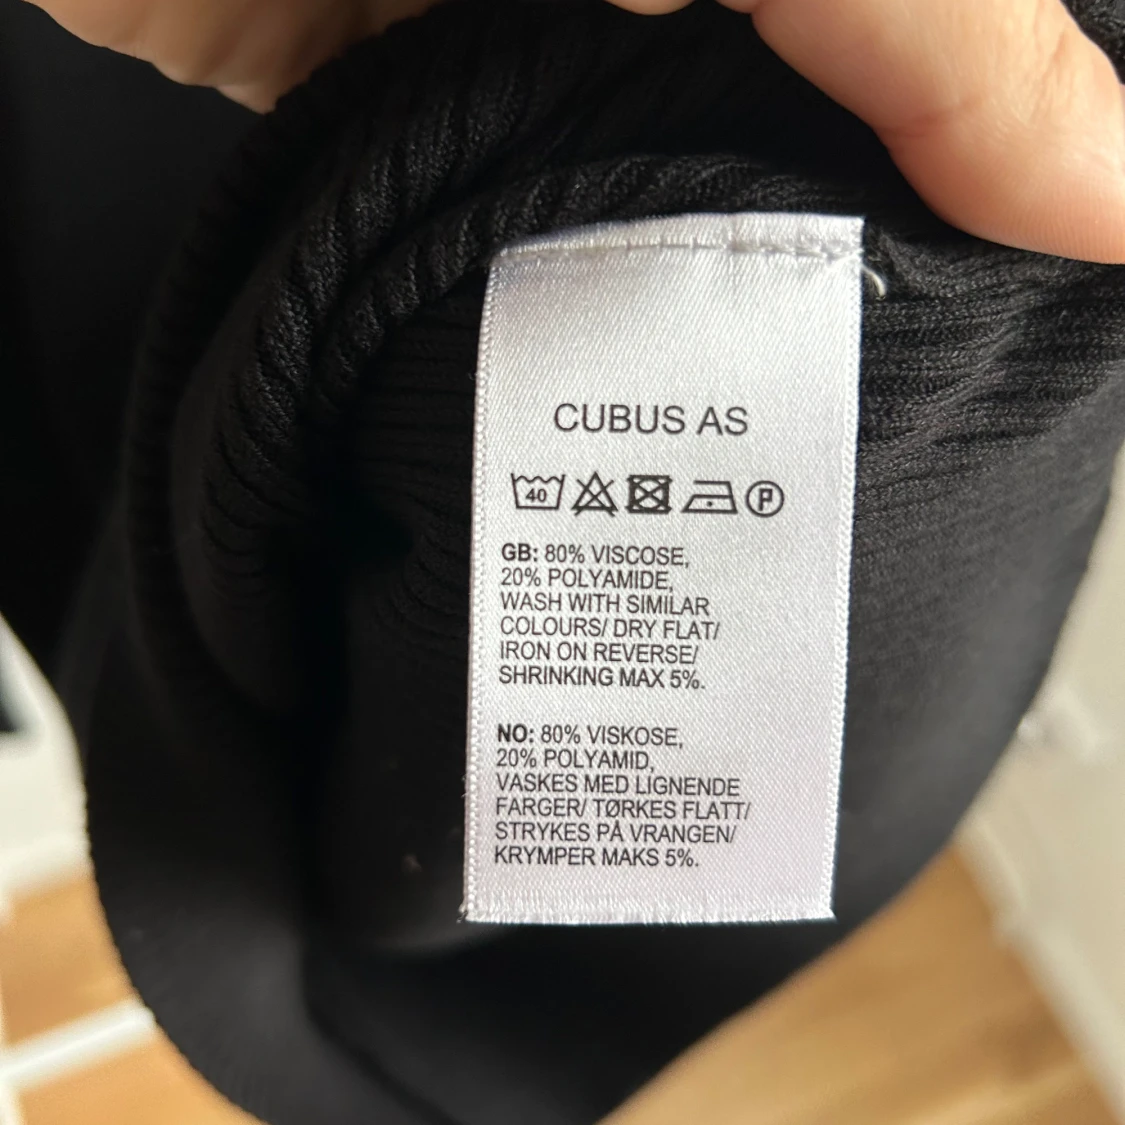 CUBUS AS
40 P
GB: 80% VISCOSE,
20% POLYAMIDE,
WASH WITH SIMILAR
COLOURS/ DRY FLAT/
IRON ON REVERSE/
SHRINKING MAX 5%.
NO: 80% VISKOSE,
20% POLYAMID,
VASKES MED LIGNENDE
FARGER/ TØRKES FLATT/
STRYKES PÅ VRANGEN/
KRYMPER MAKS 5%.